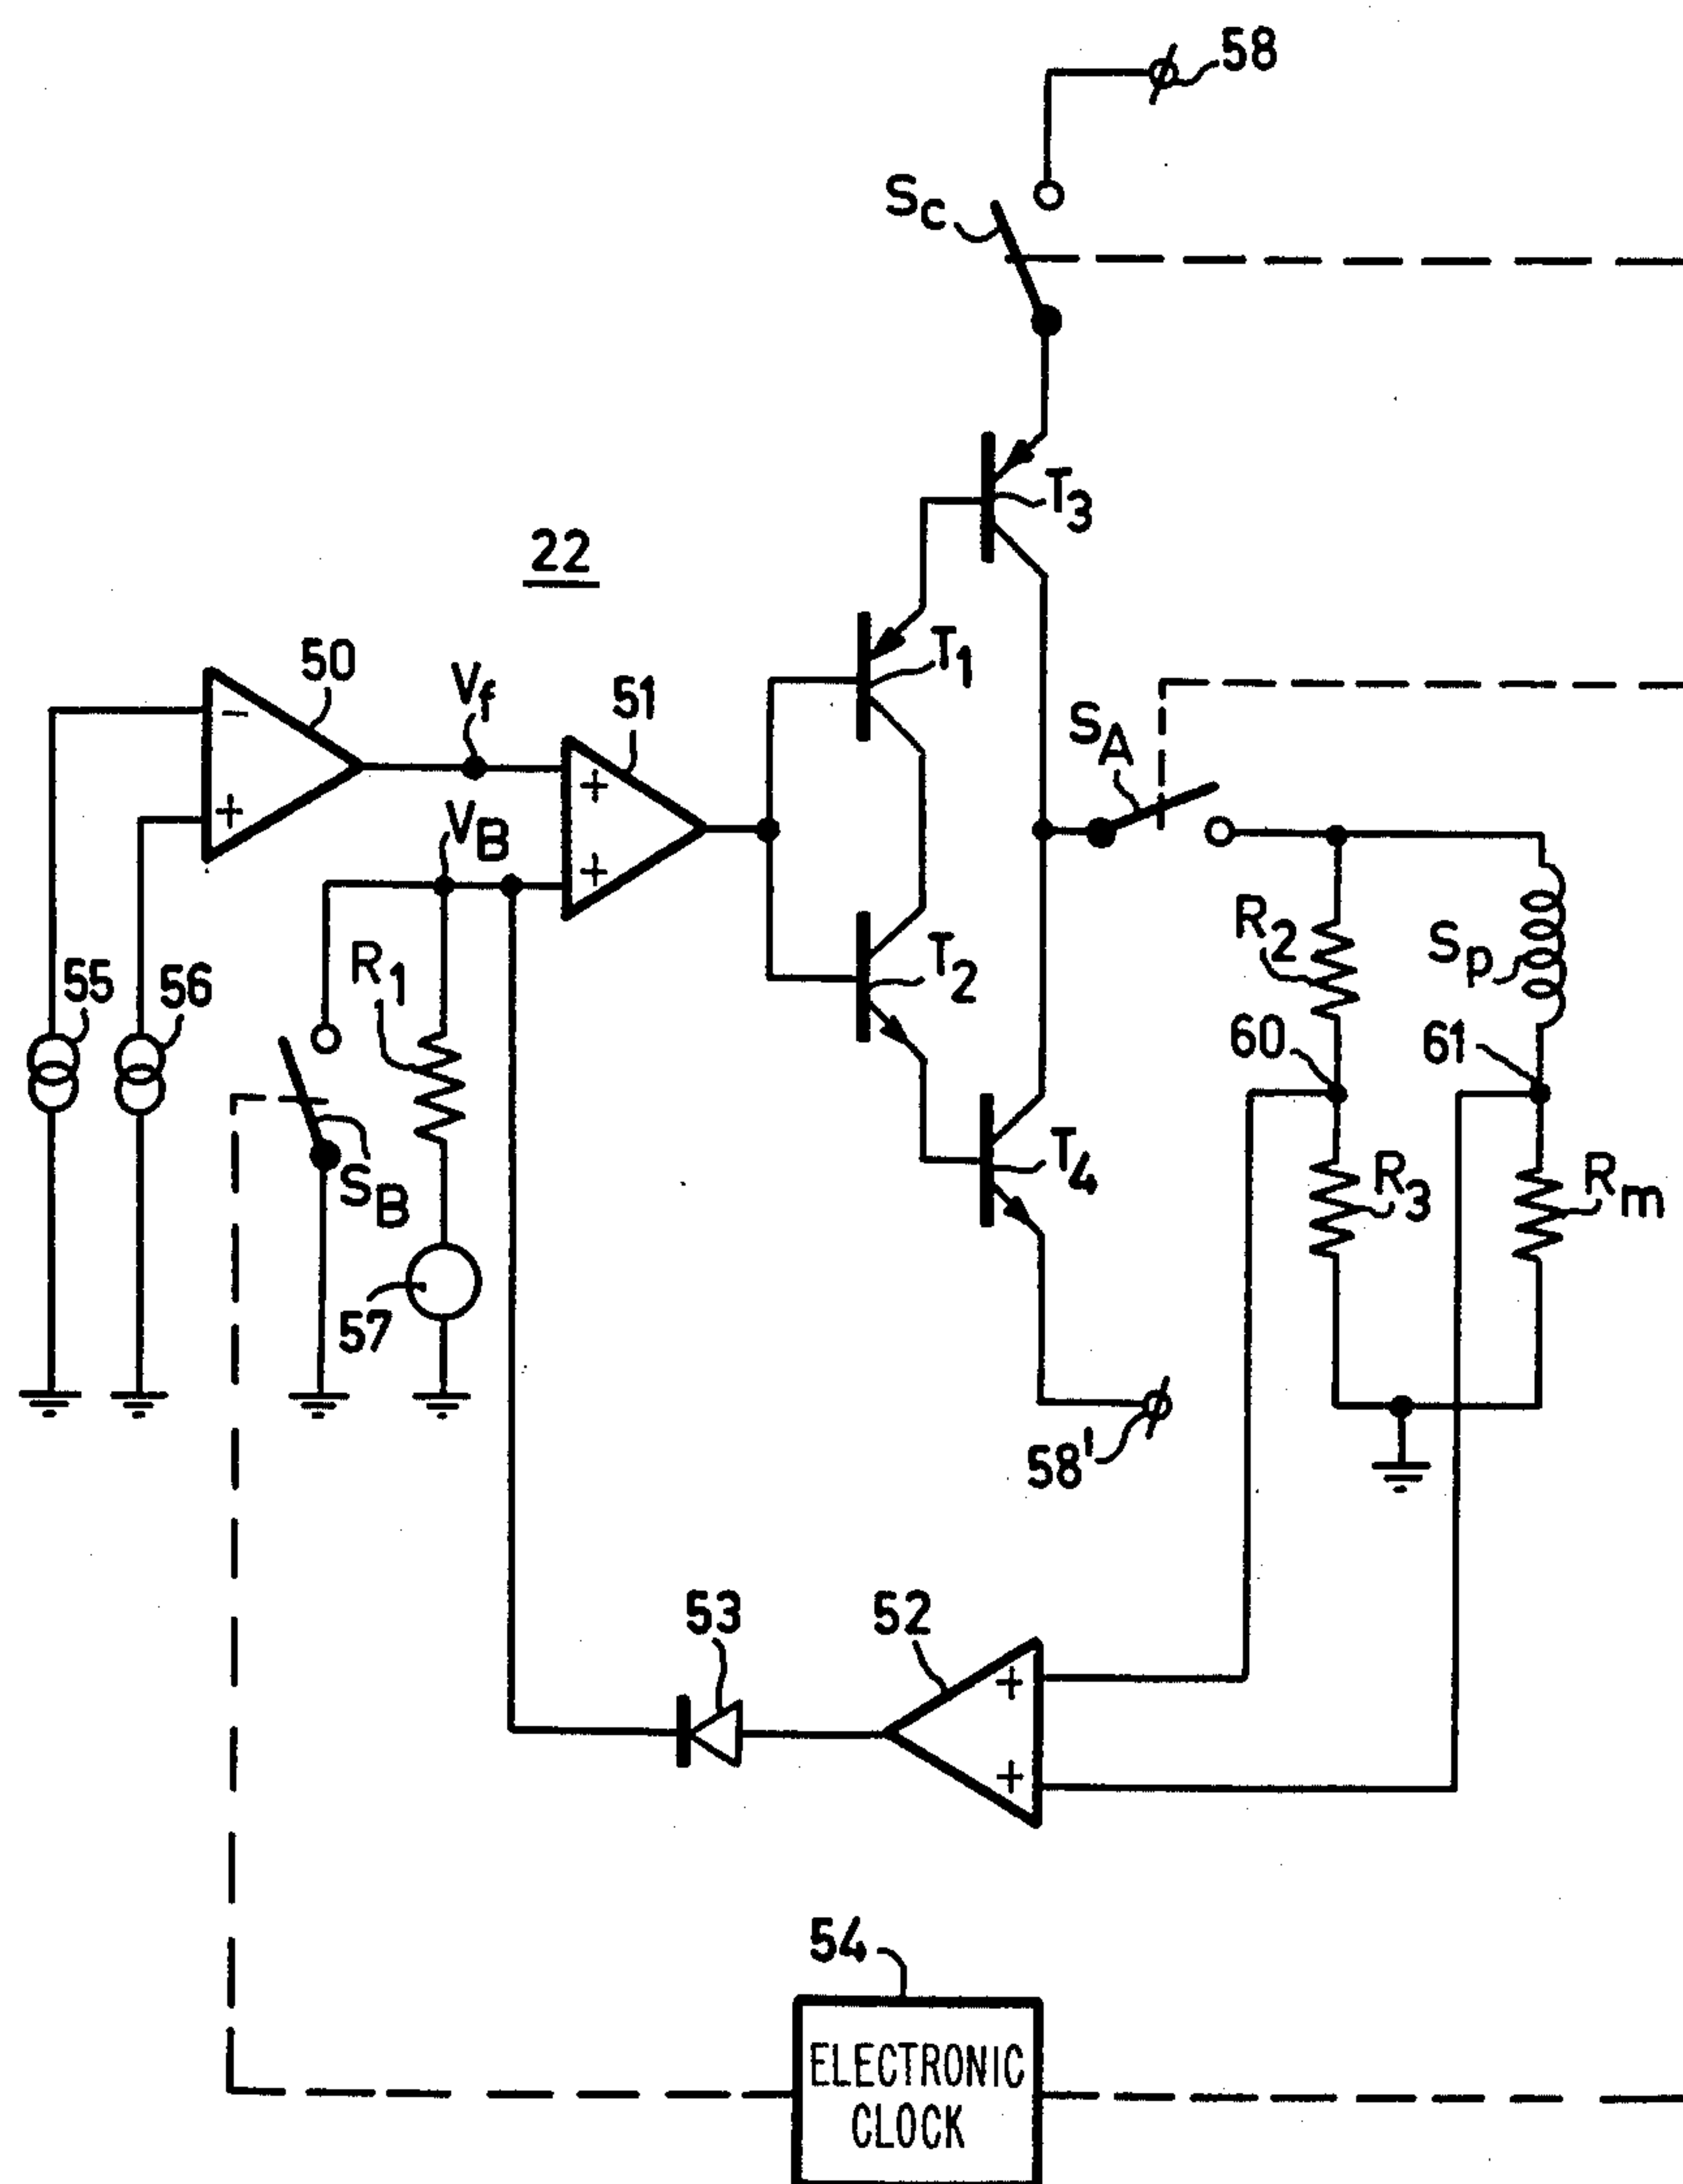 58
Sc
T3
22
T1
50
Vf
51
SA
VB
R1
T2
R2
Sp
55
56
60
61
SB
T4
R3
Rm
57
58'
53
52
54
ELECTRONIC
CLOCK